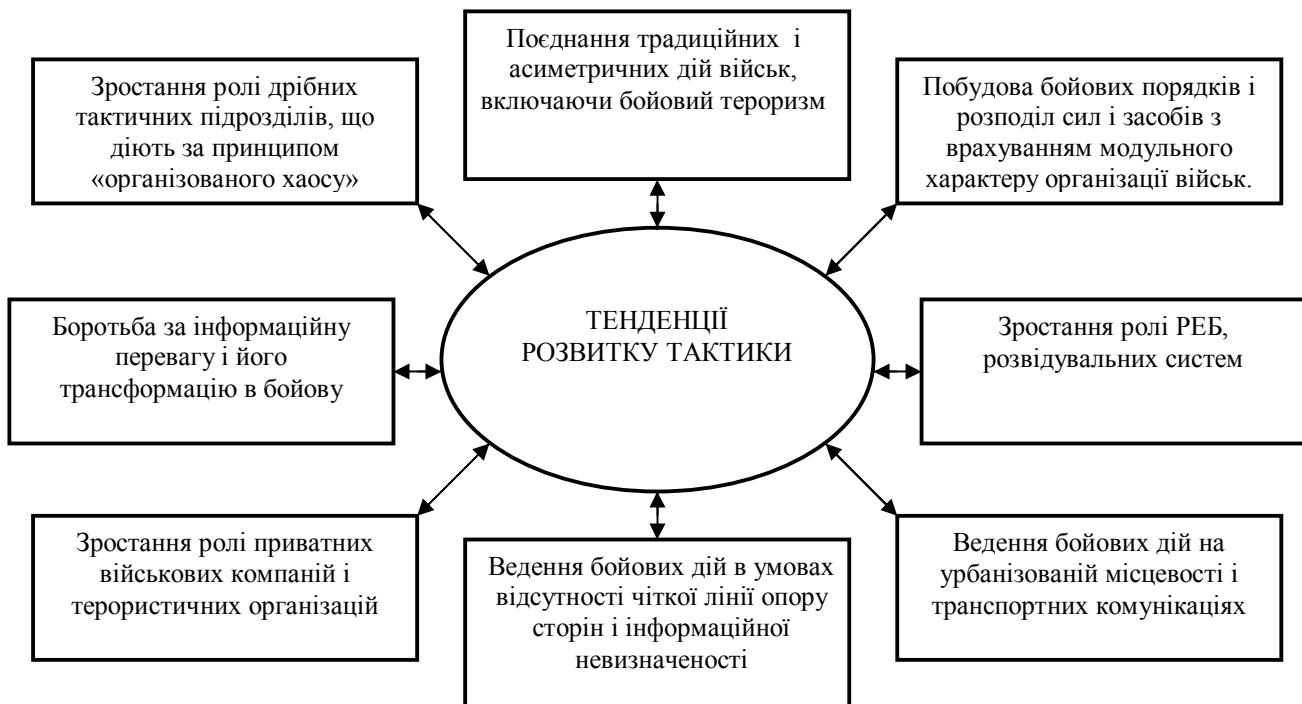 Поєднання традиційних і
асиметричних дій військ,
включаючи бойовий тероризм
Зростання ролі дрібних
тактичних підрозділів, що
діють за принципом
«організованого хаосу»
Побудова бойових порядків і
розподіл сил і засобів з
врахуванням модульного
характеру організації військ.
ТЕНДЕНЦІЇ
РОЗВИТКУ ТАКТИКИ
Боротьба за інформаційну
перевагу і його
трансформацію в бойову
Зростання ролі РЕБ,
розвідувальних систем
Зростання ролі приватних
військових компаній і
терористичних організацій
Ведення бойових дій в умовах
відсутності чіткої лінії опору
сторін і інформаційної
невизначеності
Ведення бойових дій на
урбанізованій місцевості і
транспортних комунікаціях